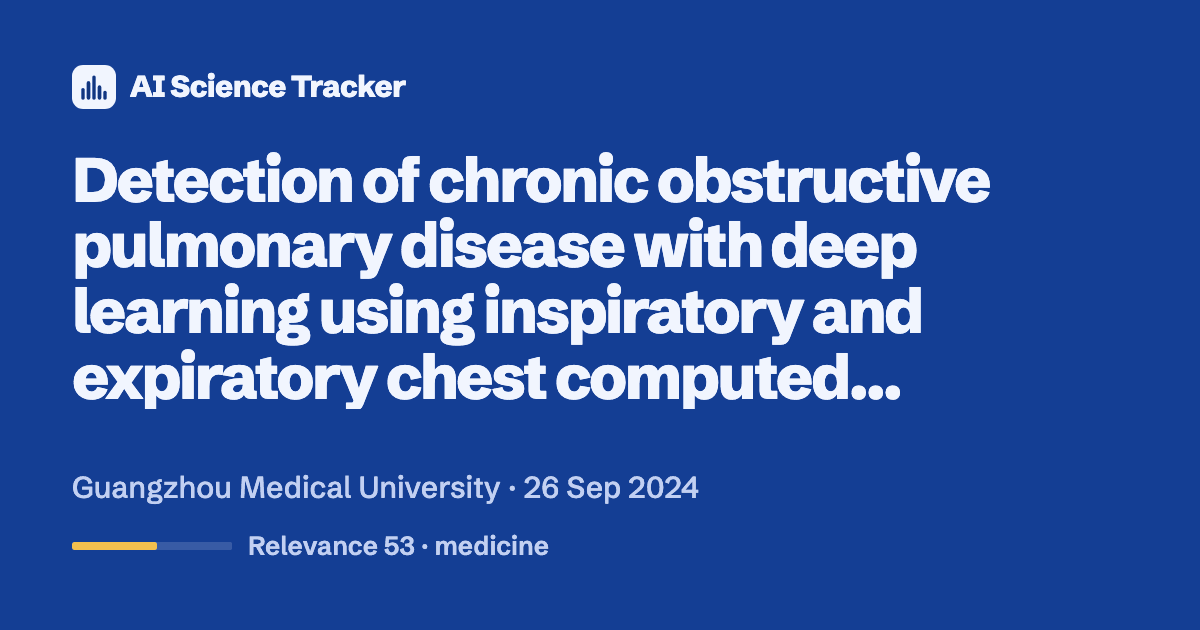 AI Science Tracker
Detection of chronic obstructive
pulmonary disease with deep
learning using inspiratory and
expiratory chest computed...
Guangzhou Medical University · 26 Sep 2024
Relevance 53 · medicine